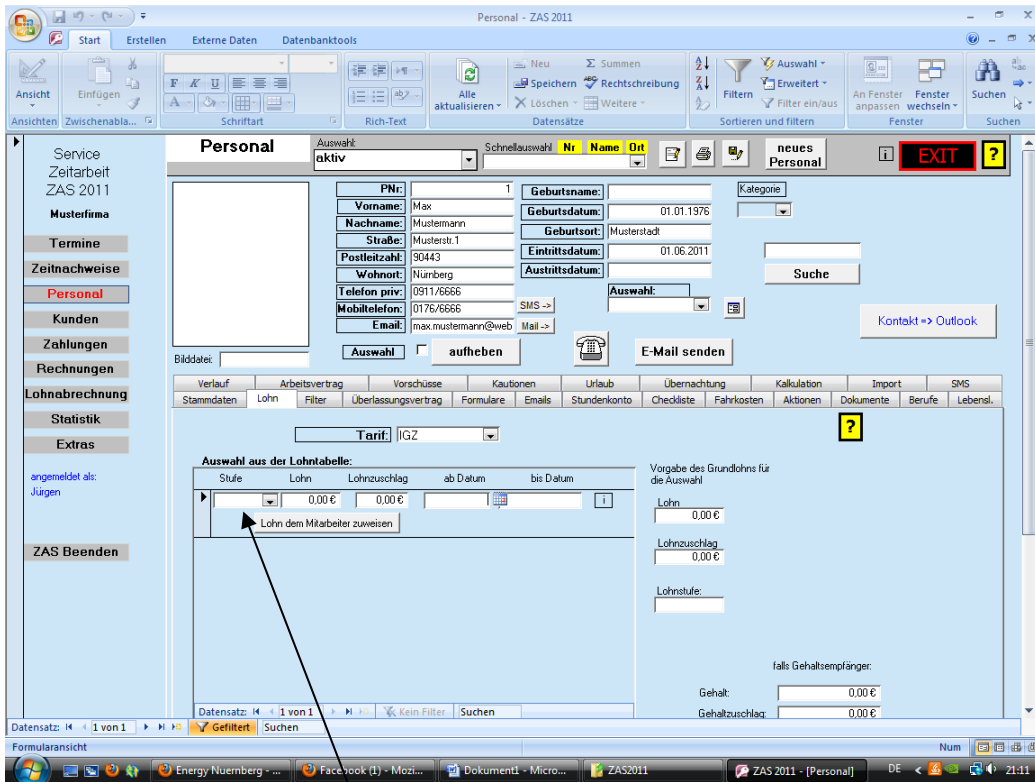 Personal - ZAS 2011
Start Erstellen Externe Daten Datenbanktools
Ansicht
Einfügen
F K U
A
Alle
aktualisieren
Neu
Speichern
Löschen
Σ Summen
Rechtschreibung
Weitere
Filtern
Auswahl
Erweitert
Filter ein/aus
An Fenster
anpassen
Fenster
wechseln
Suchen
Ansichten Zwischenabla... Schriftart Rich-Text Datensätze Sortieren und filtern Fenster Suchen
Service
Zeitarbeit
ZAS 2011
Musterfirma
Termine
Zeitnachweise
Personal
Kunden
Zahlungen
Rechnungen
Lohnabrechnung
Statistik
Extras
angemeldet als:
Jürgen
ZAS Beenden
Personal
Auswahl:
aktiv
Schnellauswahl Nr Name Ort
neues
Personal
i
EXIT
?
PNr: 1
Vorname: Max
Nachname: Mustermann
Straße: Musterstr.1
Postleitzahl: 90443
Wohnort: Nürnberg
Telefon priv: 0911/6666
Mobiltelefon: 0176/6666 SMS ->
Email: max.mustermann@web Mail ->
Geburtsname:
Geburtsdatum: 01.01.1976
Geburtsort: Musterstadt
Eintrittsdatum: 01.06.2011
Austrittsdatum:
Auswahl:
Kategorie
Suche
Kontakt => Outlook
Bilddatei:
Auswahl aufheben
E-Mail senden
Verlauf Arbeitsvertrag Vorschüsse Kautionen Urlaub Übernachtung Kalkulation Import SMS
Stammdaten Lohn Filter Überlassungsvertrag Formulare Emails Stundenkonto Checkliste Fahrkosten Aktionen Dokumente Berufe Lebensl.
Tarif: IGZ
?
Auswahl aus der Lohntabelle:
Stufe Lohn Lohnzuschlag ab Datum bis Datum
0,00 € 0,00 € i
Lohn dem Mitarbeiter zuweisen
Vorgabe des Grundlohns für
die Auswahl
Lohn
0,00 €
Lohnzuschlag
0,00 €
Lohnstufe:
falls Gehaltsempfänger:
Gehalt: 0,00 €
Gehaltzuschlag: 0,00 €
Datensatz: 1 von 1 Kein Filter Suchen
Datensatz: 1 von 1 Gefiltert Suchen
Formularansicht Num
Energy Nuernberg - ... Facebook (1) - Mozi... Dokument1 - Micro... ZAS2011 ZAS 2011 - [Personal] DE 21:11